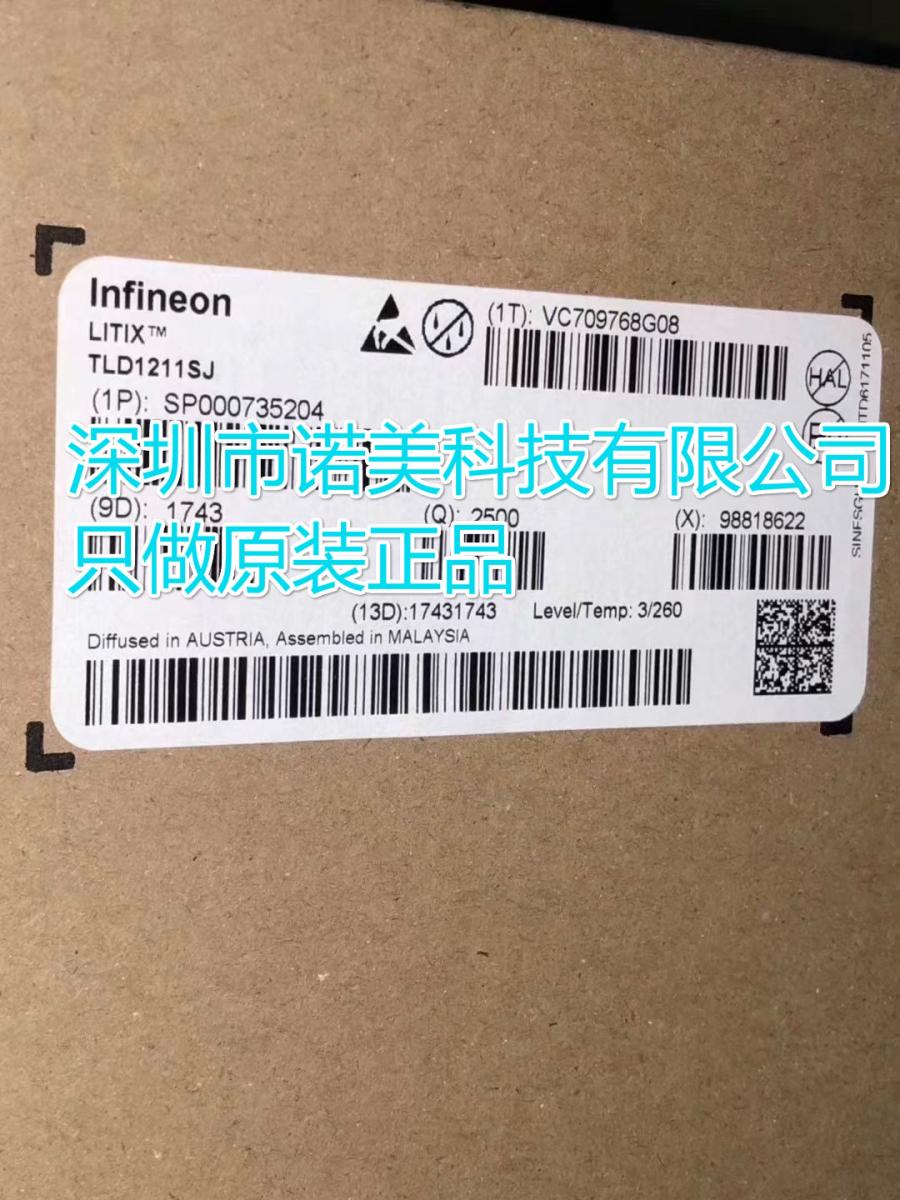 Infineon
LITIX™
TLD1211SJ
(1T): VC709768G08
HAL
(1P): SP000735204
深圳市诺美科技有限公司
(9D): 1743
(Q): 2500
(X): 98818622
只做原装正品
(13D):17431743 Level/Temp: 3/260
Diffused in AUSTRIA, Assembled in MALAYSIA